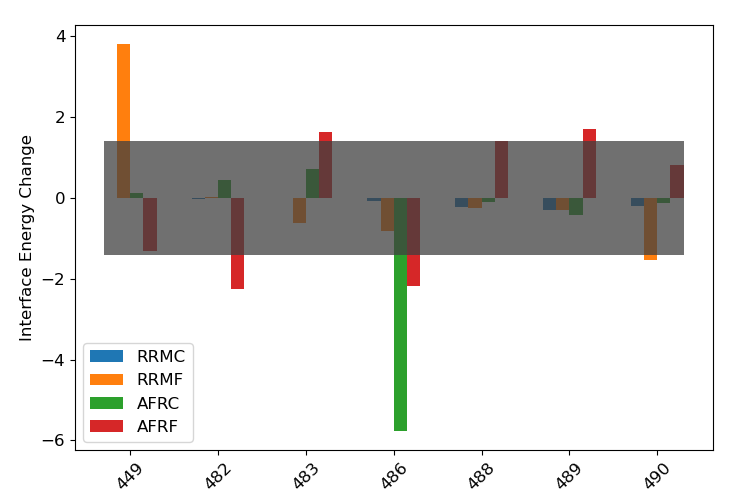 Interface Energy Change
4
2
0
−2
−4
−6
RRMC
RRMF
AFRC
AFRF
449 482 483 486 488 489 490